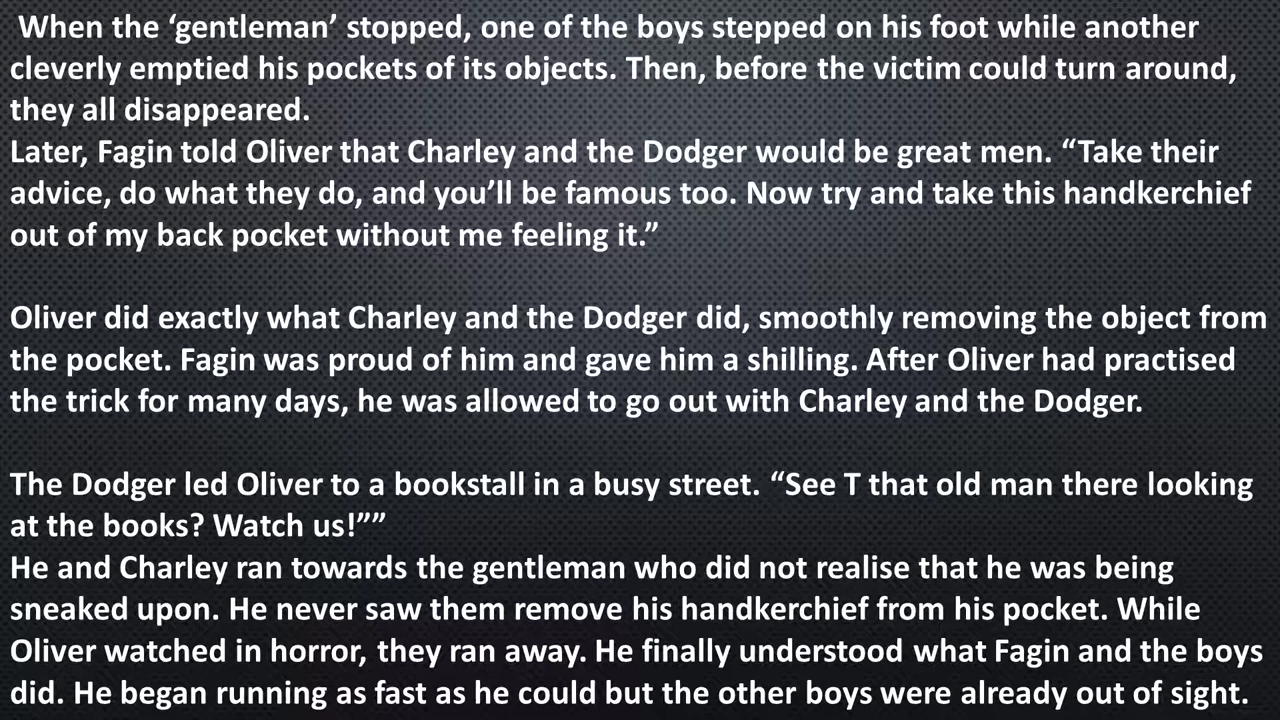 When the ‘gentleman’ stopped, one of the boys stepped on his foot while another
cleverly emptied his pockets of its objects. Then, before the victim could turn around,
they all disappeared.
Later, Fagin told Oliver that Charley and the Dodger would be great men. “Take their
advice, do what they do, and you’ll be famous too. Now try and take this handkerchief
out of my back pocket without me feeling it.”
Oliver did exactly what Charley and the Dodger did, smoothly removing the object from
the pocket. Fagin was proud of him and gave him a shilling. After Oliver had practised
the trick for many days, he was allowed to go out with Charley and the Dodger.
The Dodger led Oliver to a bookstall in a busy street. “See T that old man there looking
at the books? Watch us!””
He and Charley ran towards the gentleman who did not realise that he was being
sneaked upon. He never saw them remove his handkerchief from his pocket. While
Oliver watched in horror, they ran away. He finally understood what Fagin and the boys
did. He began running as fast as he could but the other boys were already out of sight.